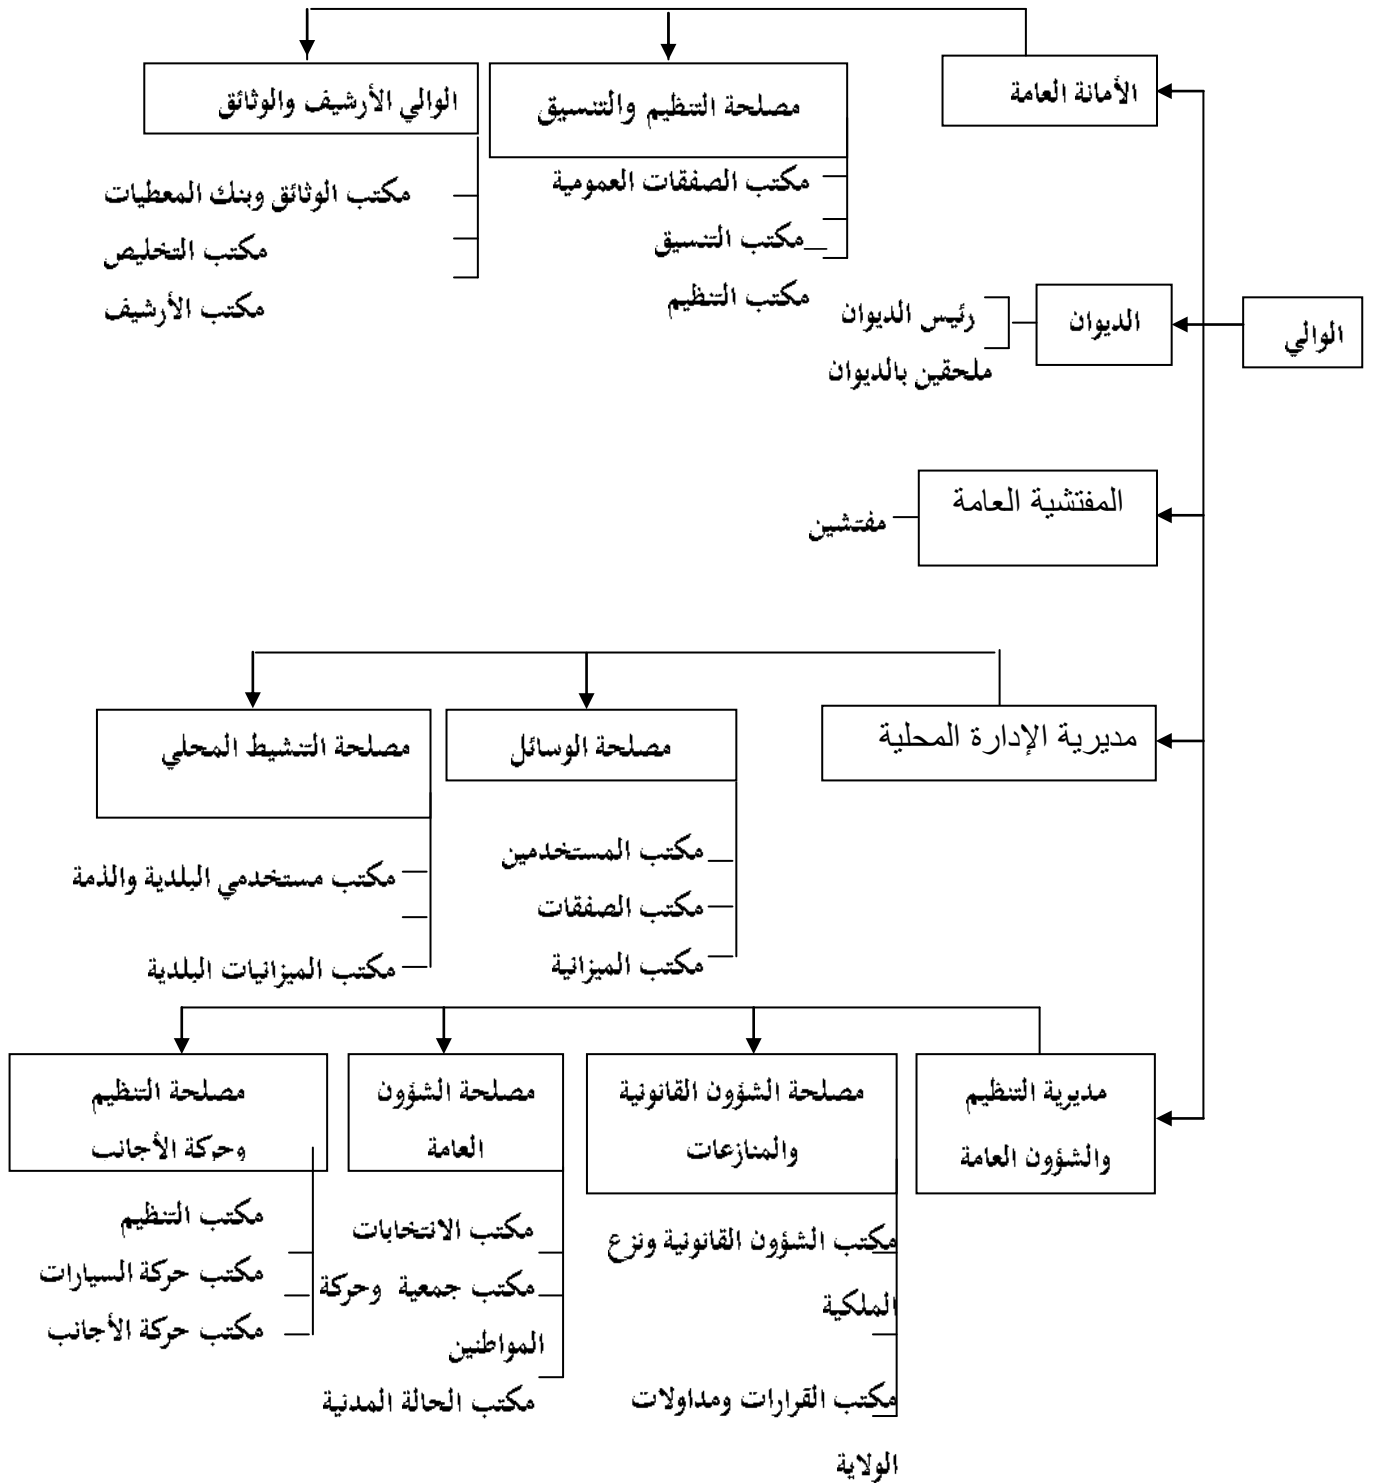 الأمانة العامة
مصلحة التنظيم والتنسيق
الوالي الأرشيف والوثائق
مكتب الصفقات العمومية
مكتب التنسيق
مكتب التنظيم
مكتب الوثائق وبنك المعطيات
مكتب التخليص
مكتب الأرشيف
الوالي
الديوان
رئيس الديوان
ملحقين بالديوان
المفتشية العامة
مفتشين
مديرية الإدارة المحلية
مصلحة الوسائل
مصلحة التنشيط المحلي
مكتب المستخدمين
مكتب الصفقات
مكتب الميزانية
مكتب مستخدمي البلدية والذمة
مكتب الميزانيات البلدية
مديرية التنظيم
والشؤون العامة
مصلحة الشؤون القانونية
والمنازعات
مصلحة الشؤون
العامة
مصلحة التنظيم
وحركة الأجانب
مكتب الشؤون القانونية ونزع
الملكية
مكتب القرارات ومداولات
الولاية
مكتب الانتخابات
مكتب جمعية وحركة
المواطنين
مكتب الحالة المدنية
مكتب التنظيم
مكتب حركة السيارات
مكتب حركة الأجانب